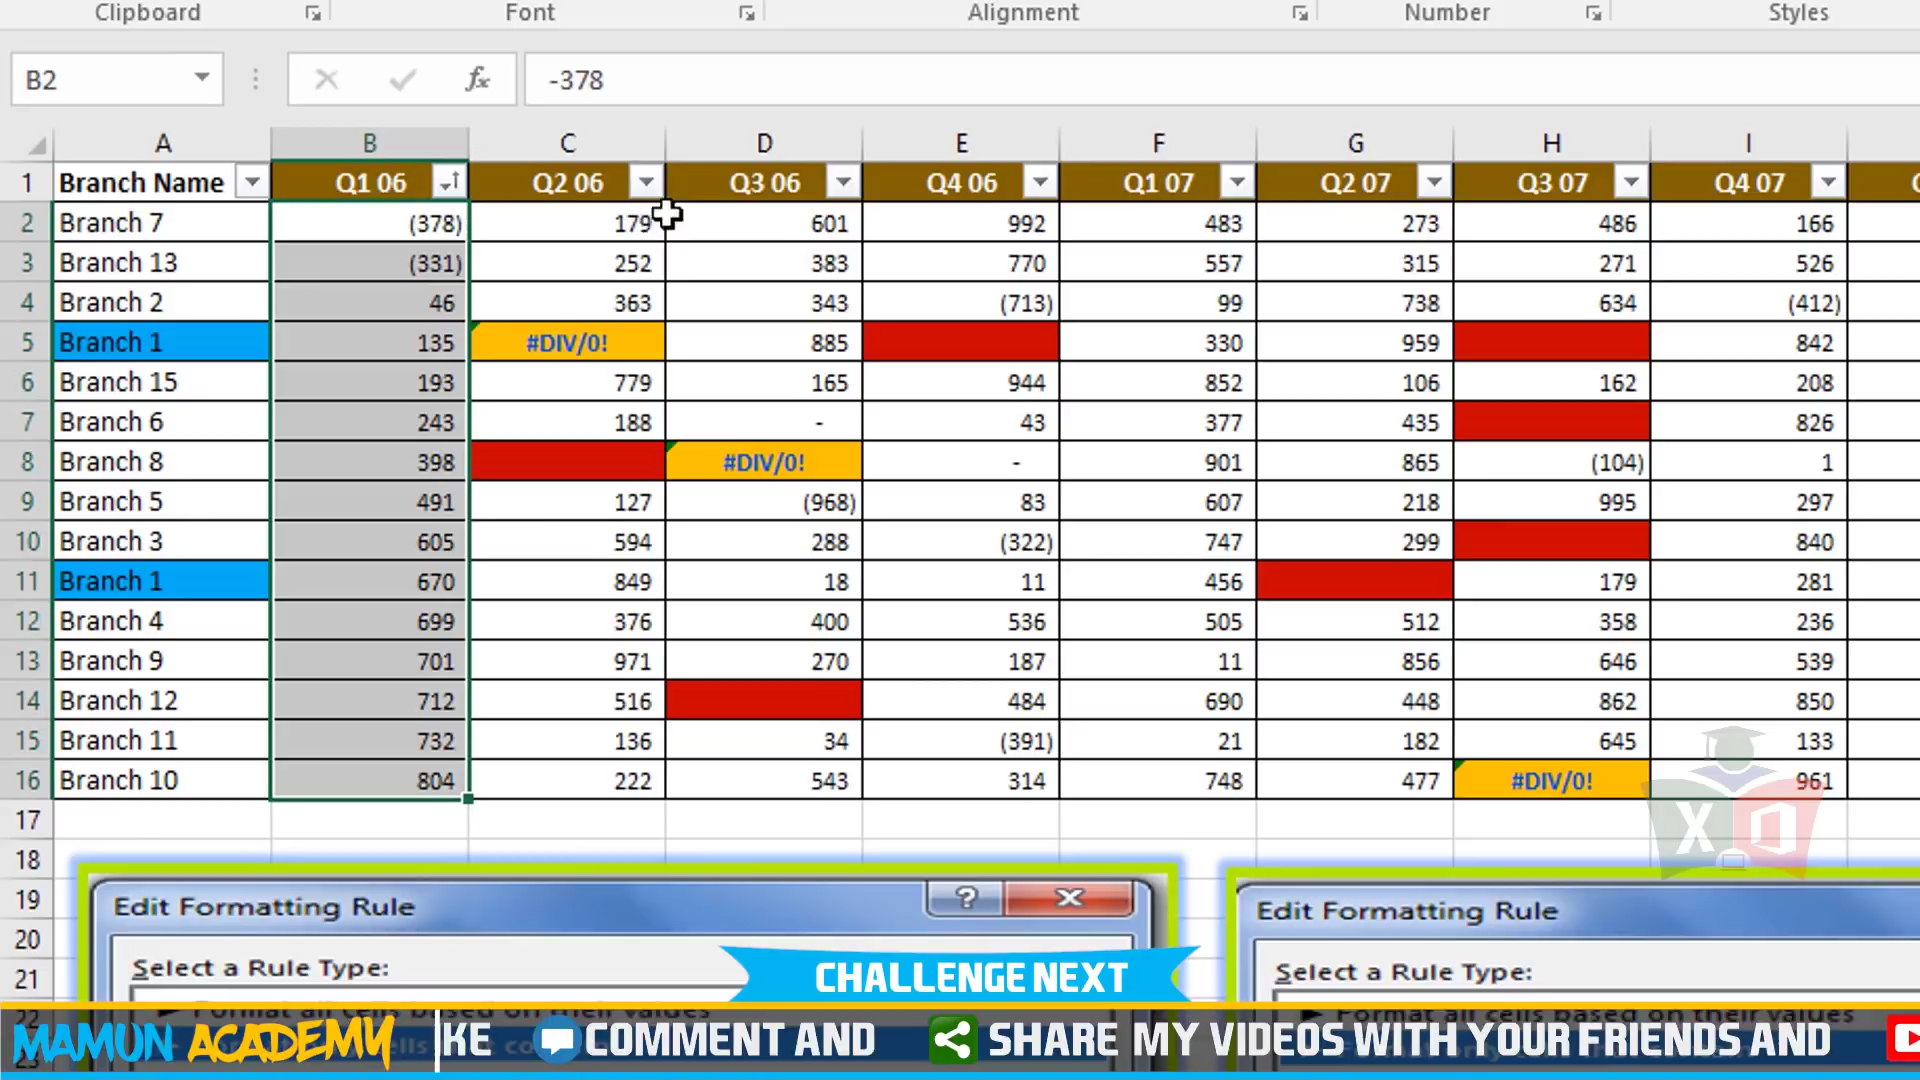 Clipboard Font Alignment Number Styles
B2 fx -378
A B C D E F G H I
1 Branch Name Q1 06 Q2 06 Q3 06 Q4 06 Q1 07 Q2 07 Q3 07 Q4 07
2 Branch 7 (378) 179 601 992 483 273 486 166
3 Branch 13 (331) 252 383 770 557 315 271 526
4 Branch 2 46 363 343 (713) 99 738 634 (412)
5 Branch 1 135 #DIV/0! 885 330 959 842
6 Branch 15 193 779 165 944 852 106 162 208
7 Branch 6 243 188 - 43 377 435 826
8 Branch 8 398 #DIV/0! - 901 865 (104) 1
9 Branch 5 491 127 (968) 83 607 218 995 297
10 Branch 3 605 594 288 (322) 747 299 840
11 Branch 1 670 849 18 11 456 179 281
12 Branch 4 699 376 400 536 505 512 358 236
13 Branch 9 701 971 270 187 11 856 646 539
14 Branch 12 712 516 484 690 448 862 850
15 Branch 11 732 136 34 (391) 21 182 645 133
16 Branch 10 804 222 543 314 748 477 #DIV/0! 961
17
18
19 Edit Formatting Rule ? X Edit Formatting Rule
20
21 Select a Rule Type: Select a Rule Type:
CHALLENGE NEXT
22 Format all cells based on their values Format all cells based on their values
MAMUN ACADEMY KE COMMENT AND SHARE MY VIDEOS WITH YOUR FRIENDS AND